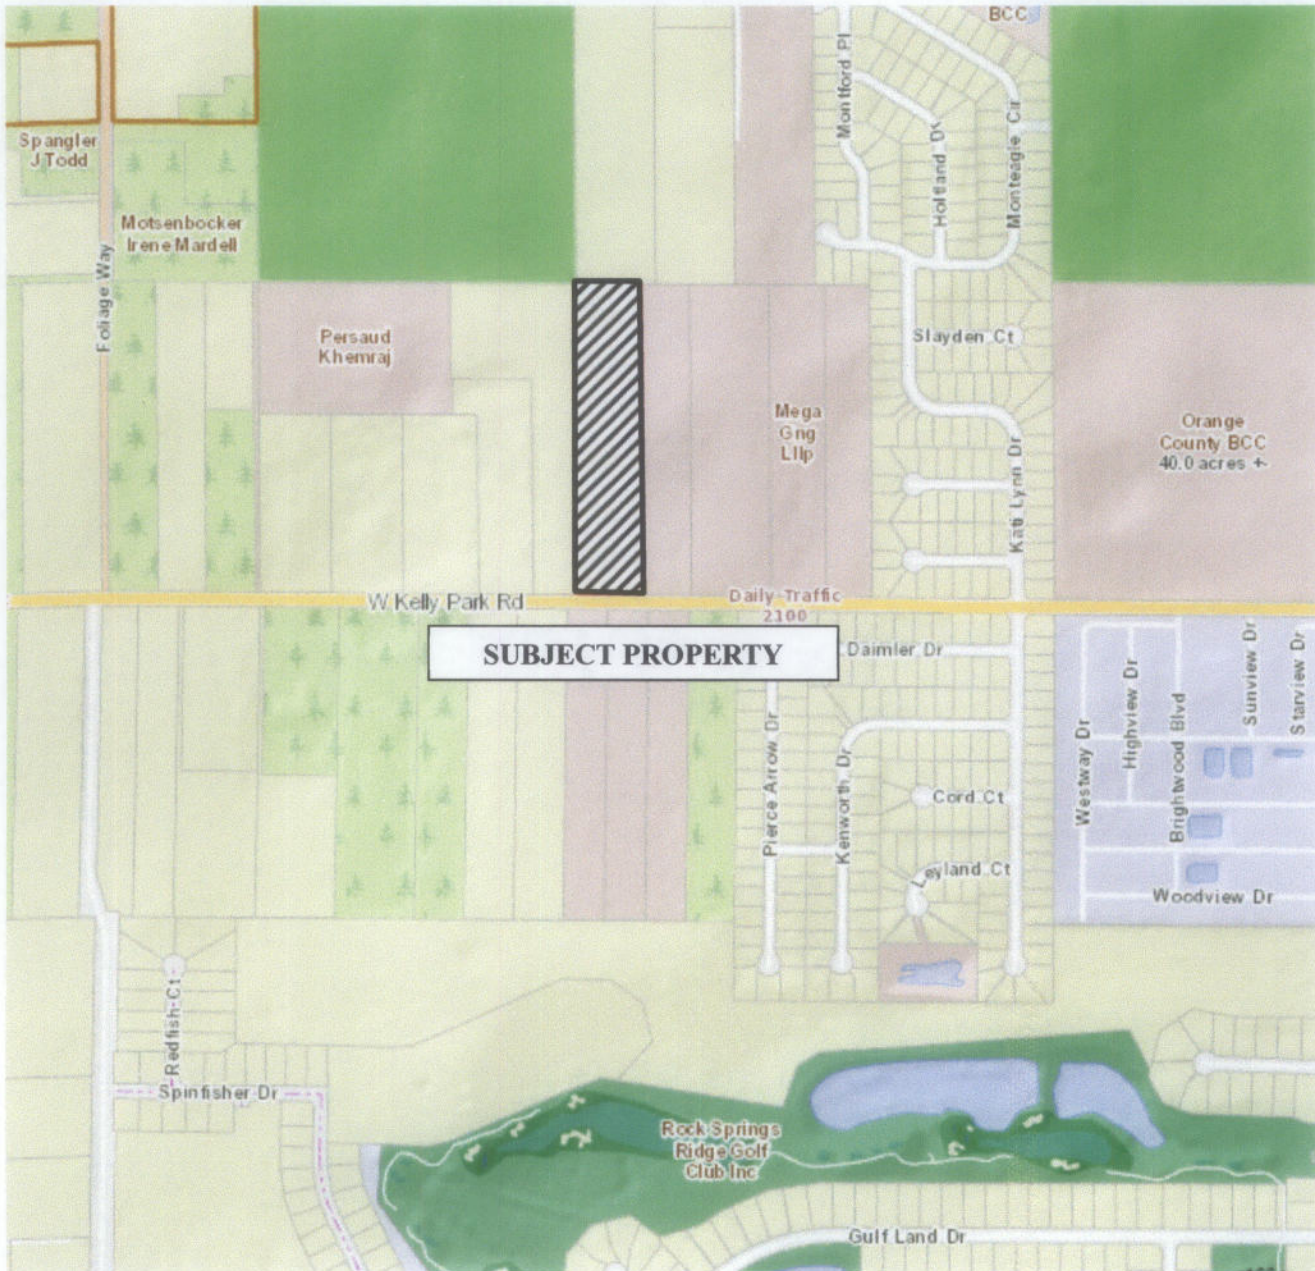 BCC
Montford Pl
Holtland Dr
Monteagle Cir
Spangler
J Todd
Motsenbocker
Irene Mardell
Foliage Way
Persaud
Khemraj
Slayden Ct
Mega
Gng
Lllp
Orange
County BCC
40.0 acres +-
Kati Lynn Dr
W Kelly Park Rd
Daily Traffic
2100
SUBJECT PROPERTY
Daimler Dr
Westway Dr
Highview Dr
Brightwood Blvd
Sunview Dr
Starview Dr
Pierce Arrow Dr
Kenworth Dr
Cord Ct
Leyland Ct
Woodview Dr
Redfish Ct
Spinfisher Dr
Rock Springs
Ridge Golf
Club Inc
Gulf Land Dr